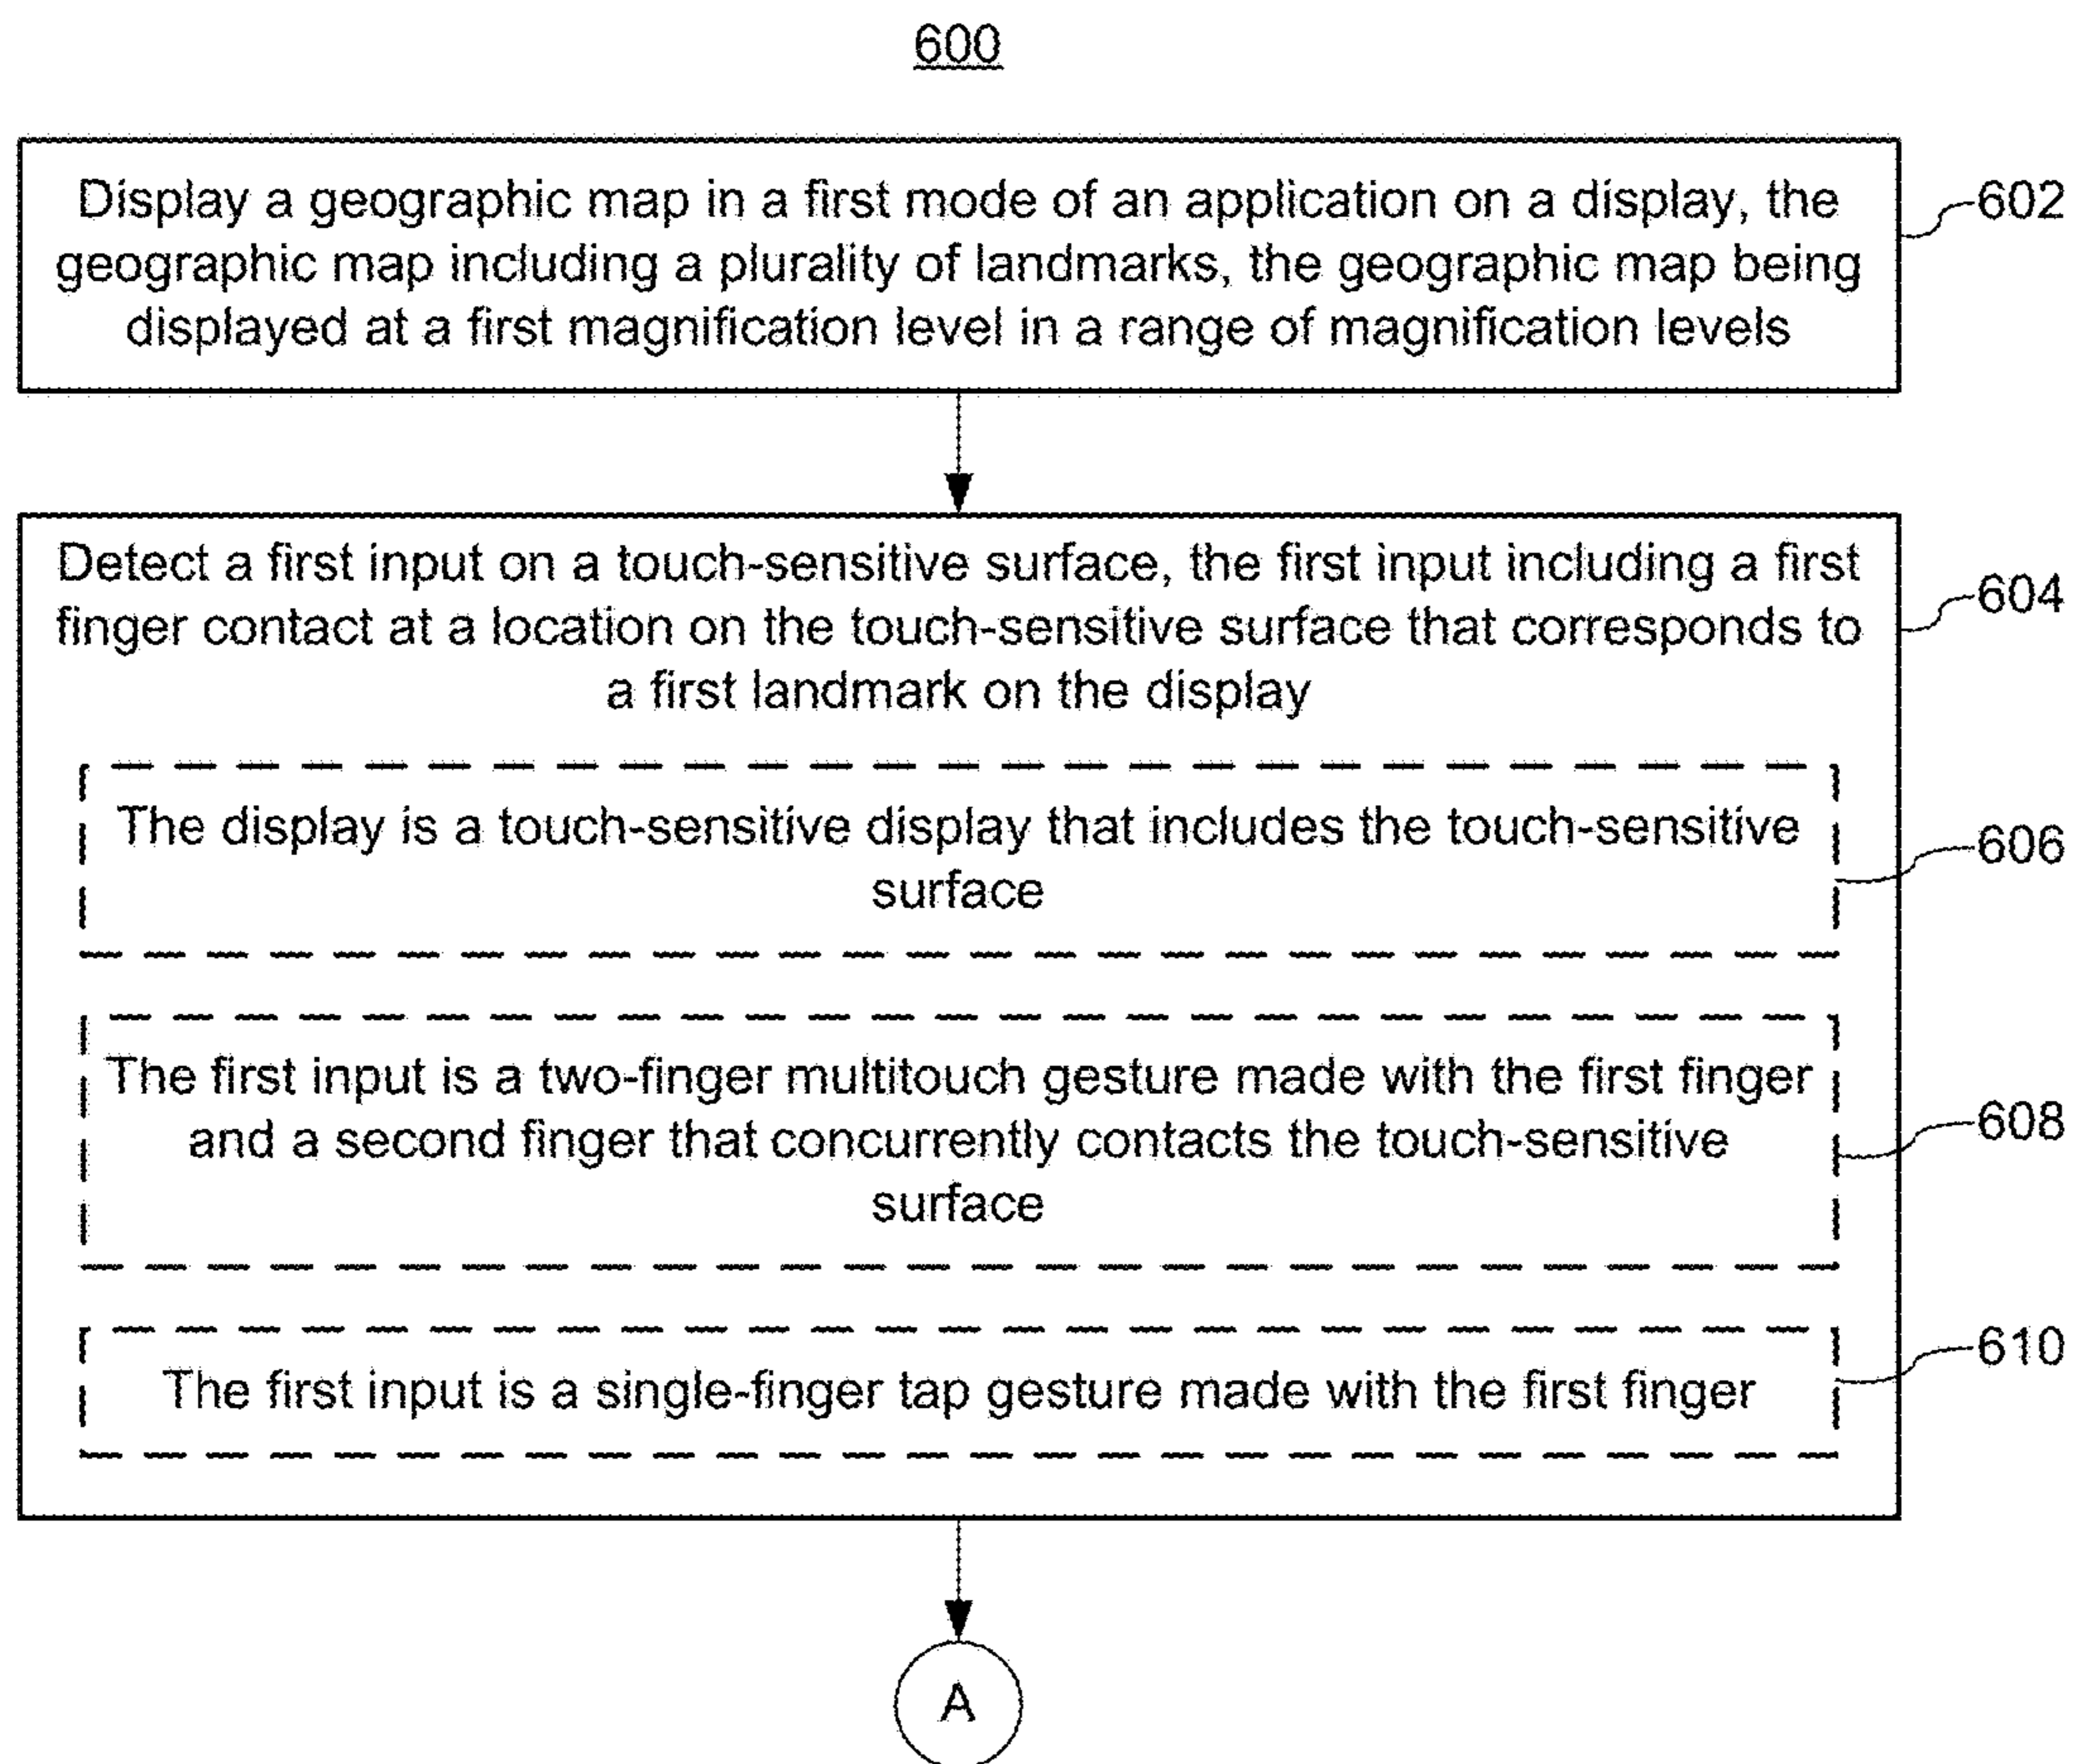 600
Display a geographic map in a first mode of an application on a display, the
geographic map including a plurality of landmarks, the geographic map being
displayed at a first magnification level in a range of magnification levels
602
Detect a first input on a touch-sensitive surface, the first input including a first
finger contact at a location on the touch-sensitive surface that corresponds to
a first landmark on the display
604
The display is a touch-sensitive display that includes the touch-sensitive
surface
606
The first input is a two-finger multitouch gesture made with the first finger
and a second finger that concurrently contacts the touch-sensitive
surface
608
The first input is a single-finger tap gesture made with the first finger
610
A